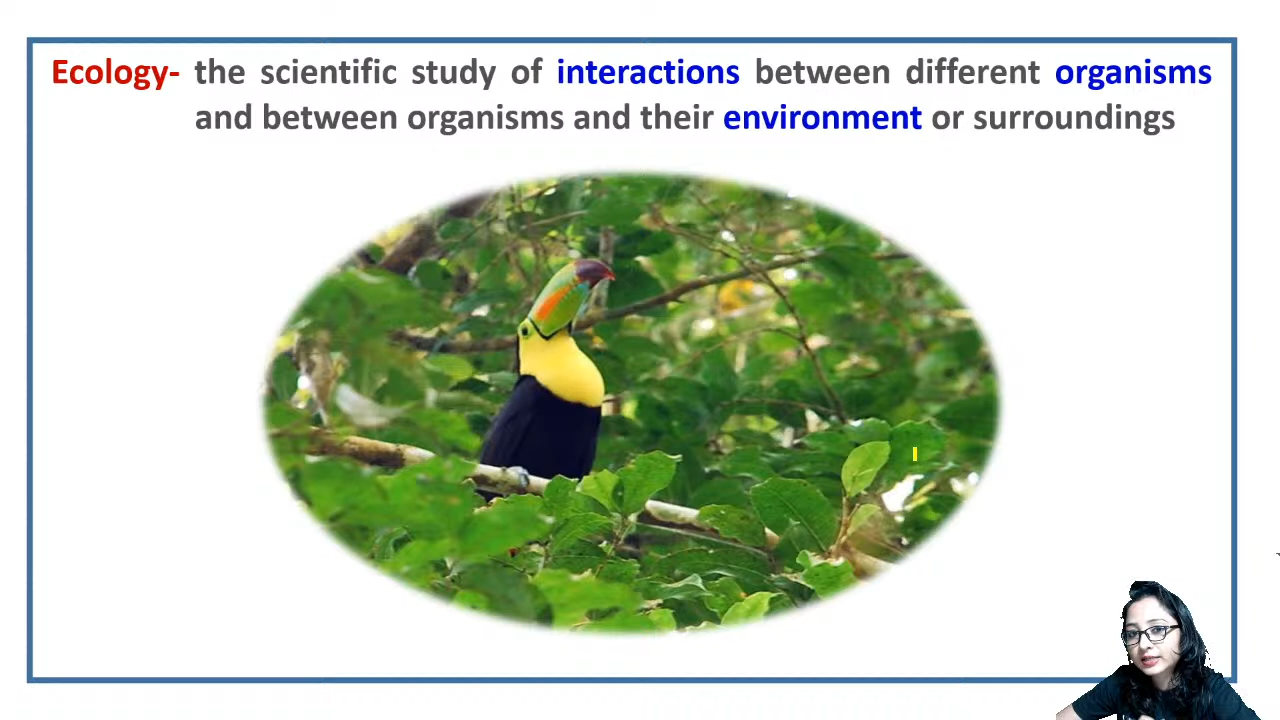 Ecology- the scientific study of interactions between different organisms
and between organisms and their environment or surroundings